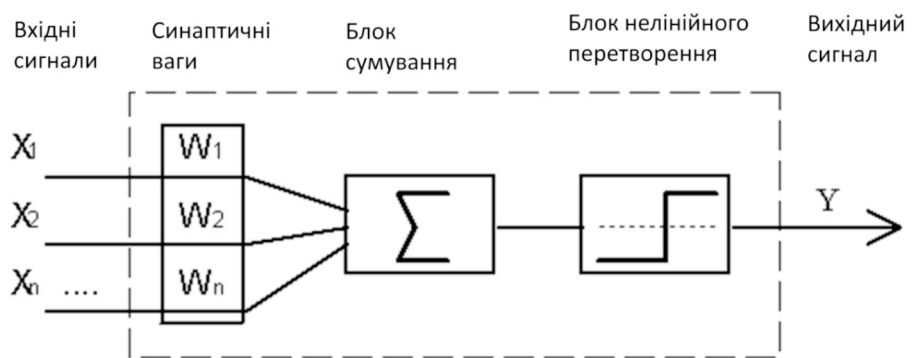 Вхідні
сигнали
Синаптичні
ваги
Блок
сумування
Блок нелінійного
перетворення
Вихідний
сигнал
X1
W1
X2
W2
Xn ....
Wn
Σ
Y